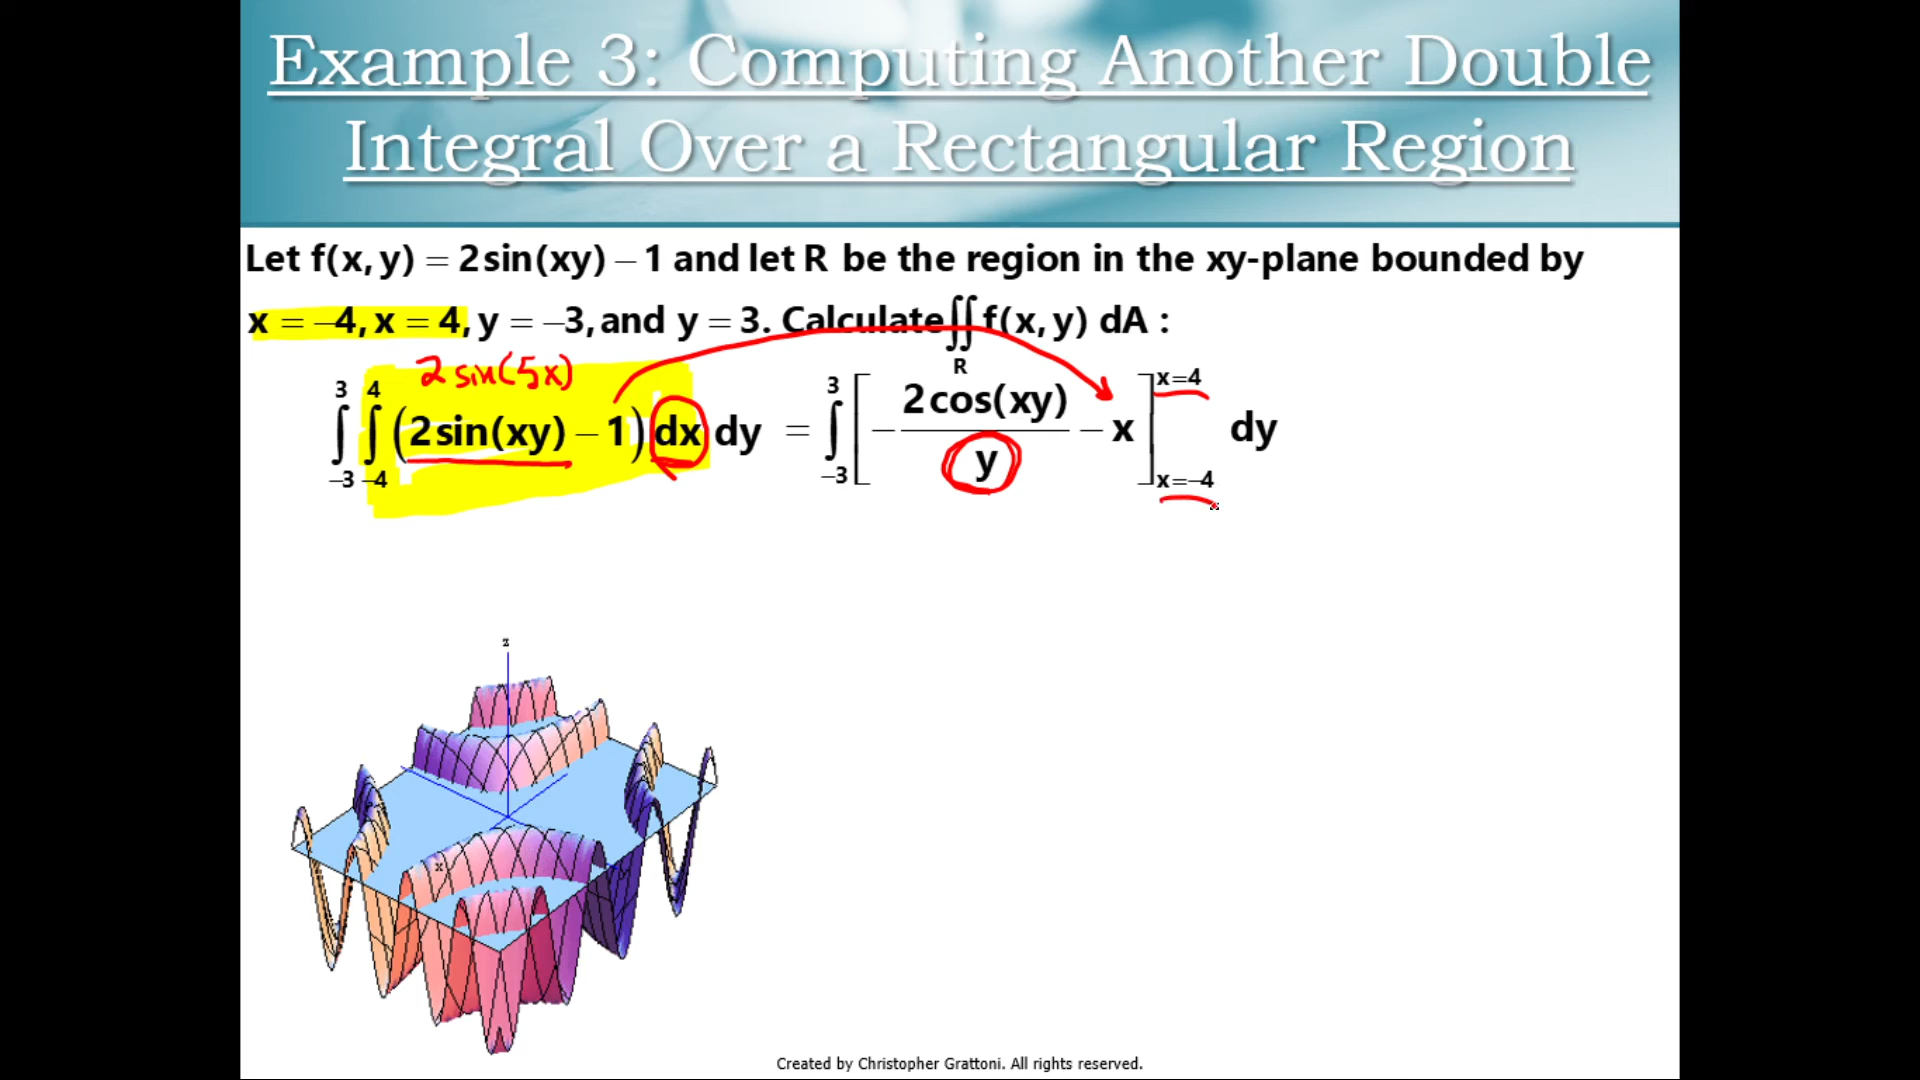 Example 3: Computing Another Double
Integral Over a Rectangular Region
Let f(x, y) = 2sin(xy) − 1 and let R be the region in the xy-plane bounded by
x = −4, x = 4, y = −3, and y = 3. Calculate ∬ f(x, y) dA :
R
2 sin(5x)
∫_{−3}^{3} ∫_{−4}^{4} (2sin(xy) − 1) dx dy = ∫_{−3}^{3} [ − 2cos(xy)/y − x ]_{x=−4}^{x=4} dy
z
x
Created by Christopher Grattoni. All rights reserved.